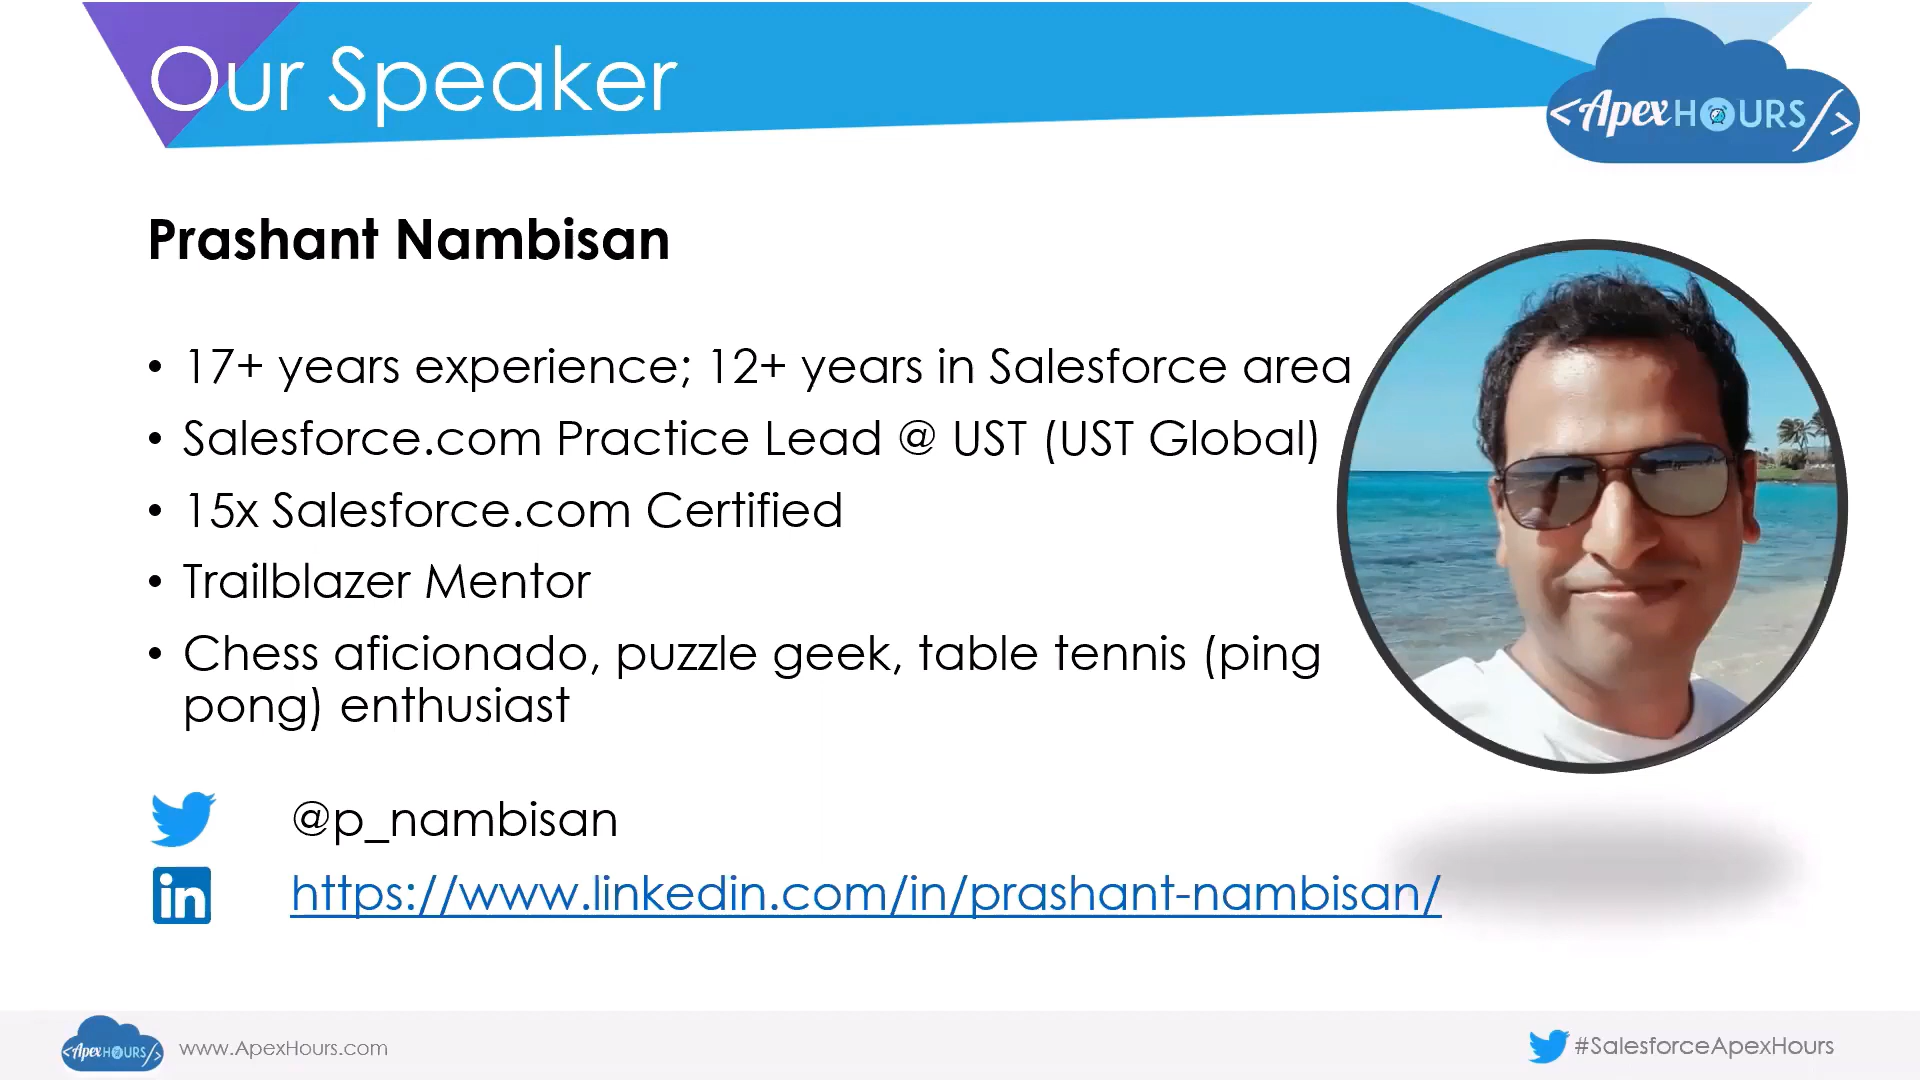 Our Speaker
<ApexHOURS/>
Prashant Nambisan
• 17+ years experience; 12+ years in Salesforce area
• Salesforce.com Practice Lead @ UST (UST Global)
• 15x Salesforce.com Certified
• Trailblazer Mentor
• Chess aficionado, puzzle geek, table tennis (ping
pong) enthusiast
@p_nambisan
in https://www.linkedin.com/in/prashant-nambisan/
<ApexHOURS/> www.ApexHours.com
#SalesforceApexHours